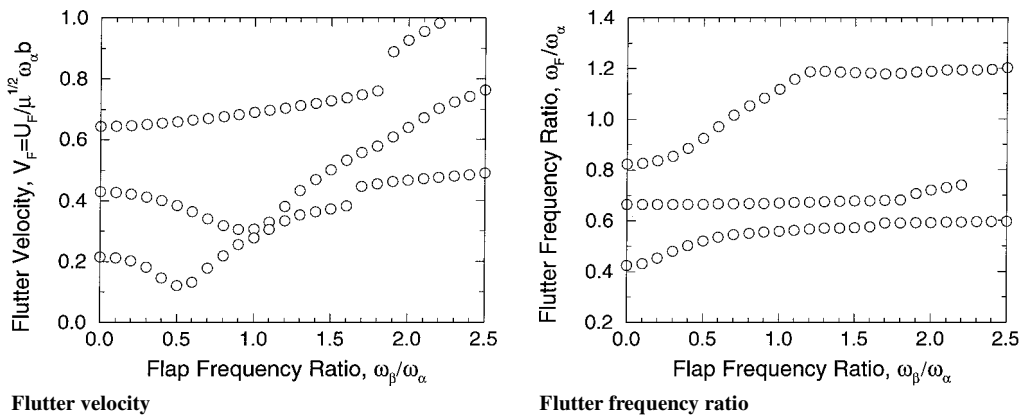 Flutter Velocity, V_F=U_F/μ^1/2 ω_α b
1.0
0.8
0.6
0.4
0.2
0.0
0.0 0.5 1.0 1.5 2.0 2.5
Flap Frequency Ratio, ω_β/ω_α
Flutter velocity
Flutter Frequency Ratio, ω_F/ω_α
1.4
1.2
1.0
0.8
0.6
0.4
0.2
0.0 0.5 1.0 1.5 2.0 2.5
Flap Frequency Ratio, ω_β/ω_α
Flutter frequency ratio